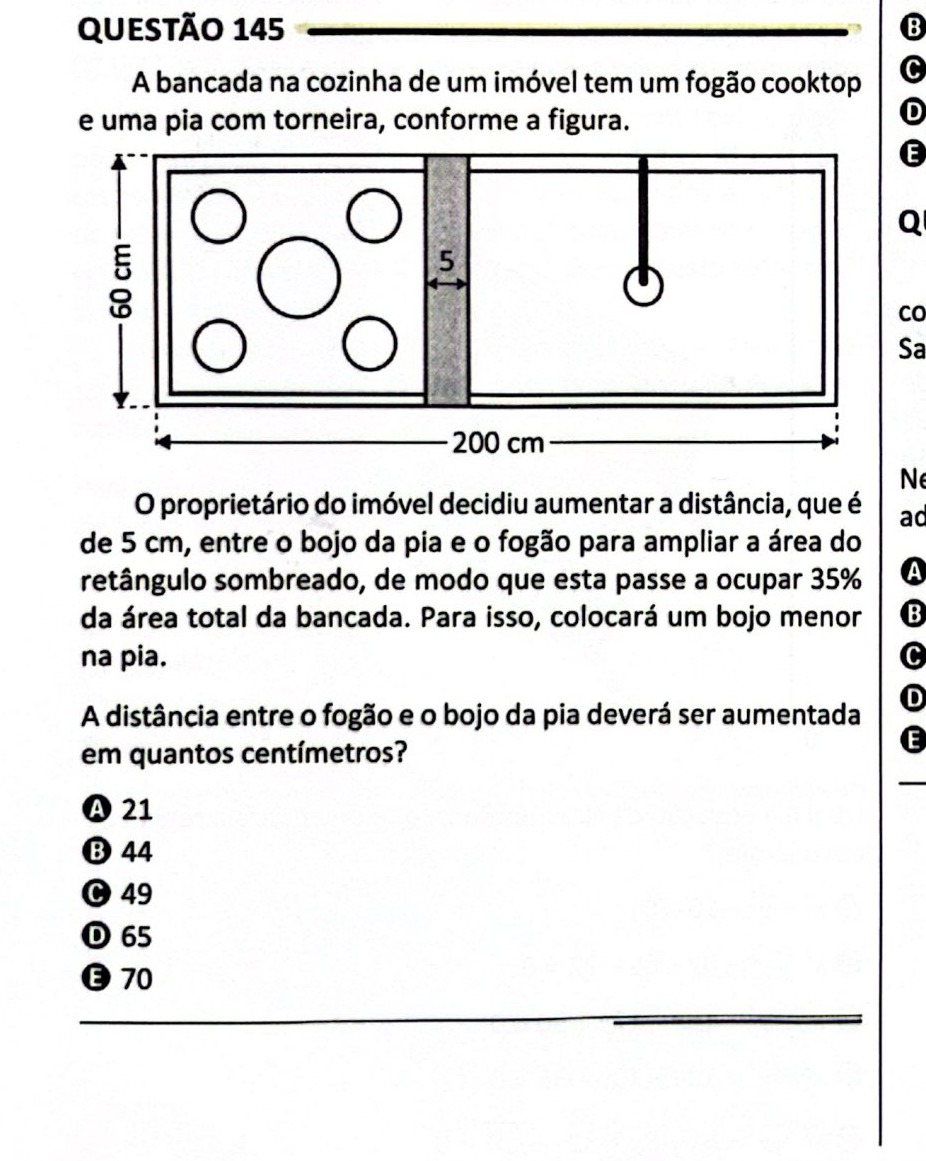 QUESTÃO 145
A bancada na cozinha de um imóvel tem um fogão cooktop
e uma pia com torneira, conforme a figura.
60 cm
5
200 cm
O proprietário do imóvel decidiu aumentar a distância, que é
de 5 cm, entre o bojo da pia e o fogão para ampliar a área do
retângulo sombreado, de modo que esta passe a ocupar 35%
da área total da bancada. Para isso, colocará um bojo menor
na pia.
A distância entre o fogão e o bojo da pia deverá ser aumentada
em quantos centímetros?
A 21
B 44
C 49
D 65
E 70
B
C
D
E
co
Sa
Ne
ad
A
B
C
D
E